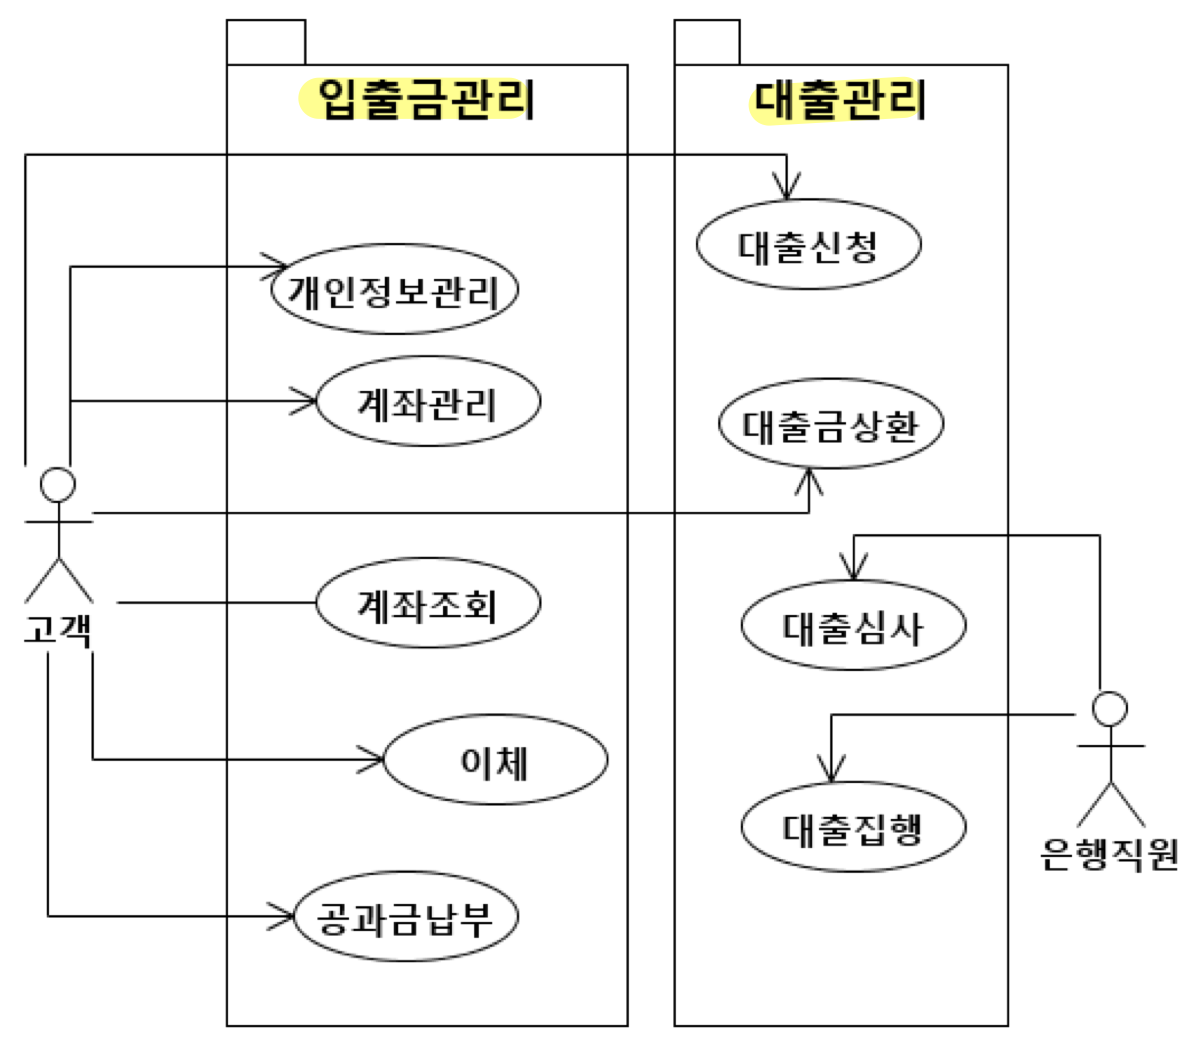 입출금관리
대출관리
대출신청
개인정보관리
계좌관리
대출금상환
계좌조회
대출심사
고객
이체
대출집행
은행직원
공과금납부